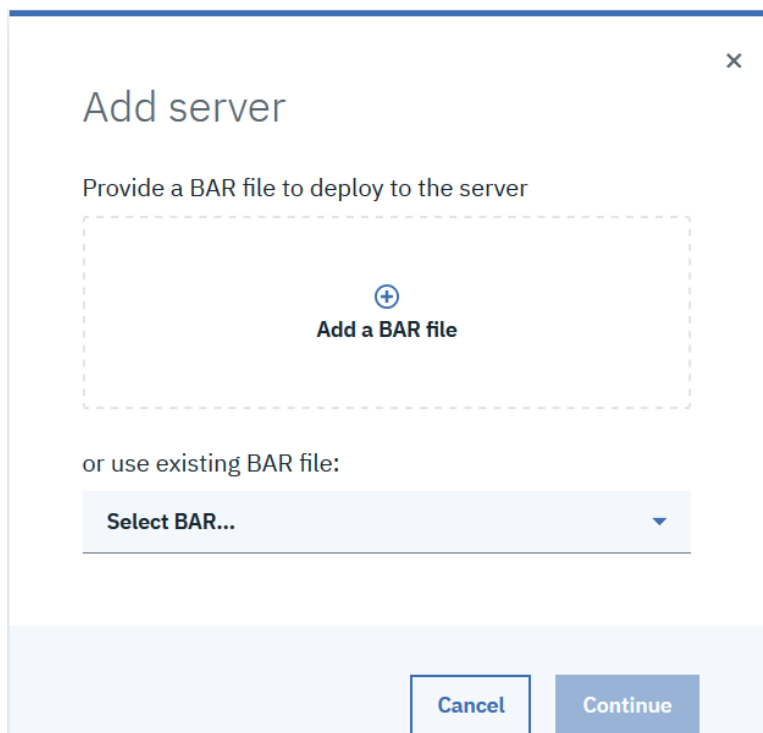 Add server
Provide a BAR file to deploy to the server
Add a BAR file
or use existing BAR file:
Select BAR...
Cancel
Continue